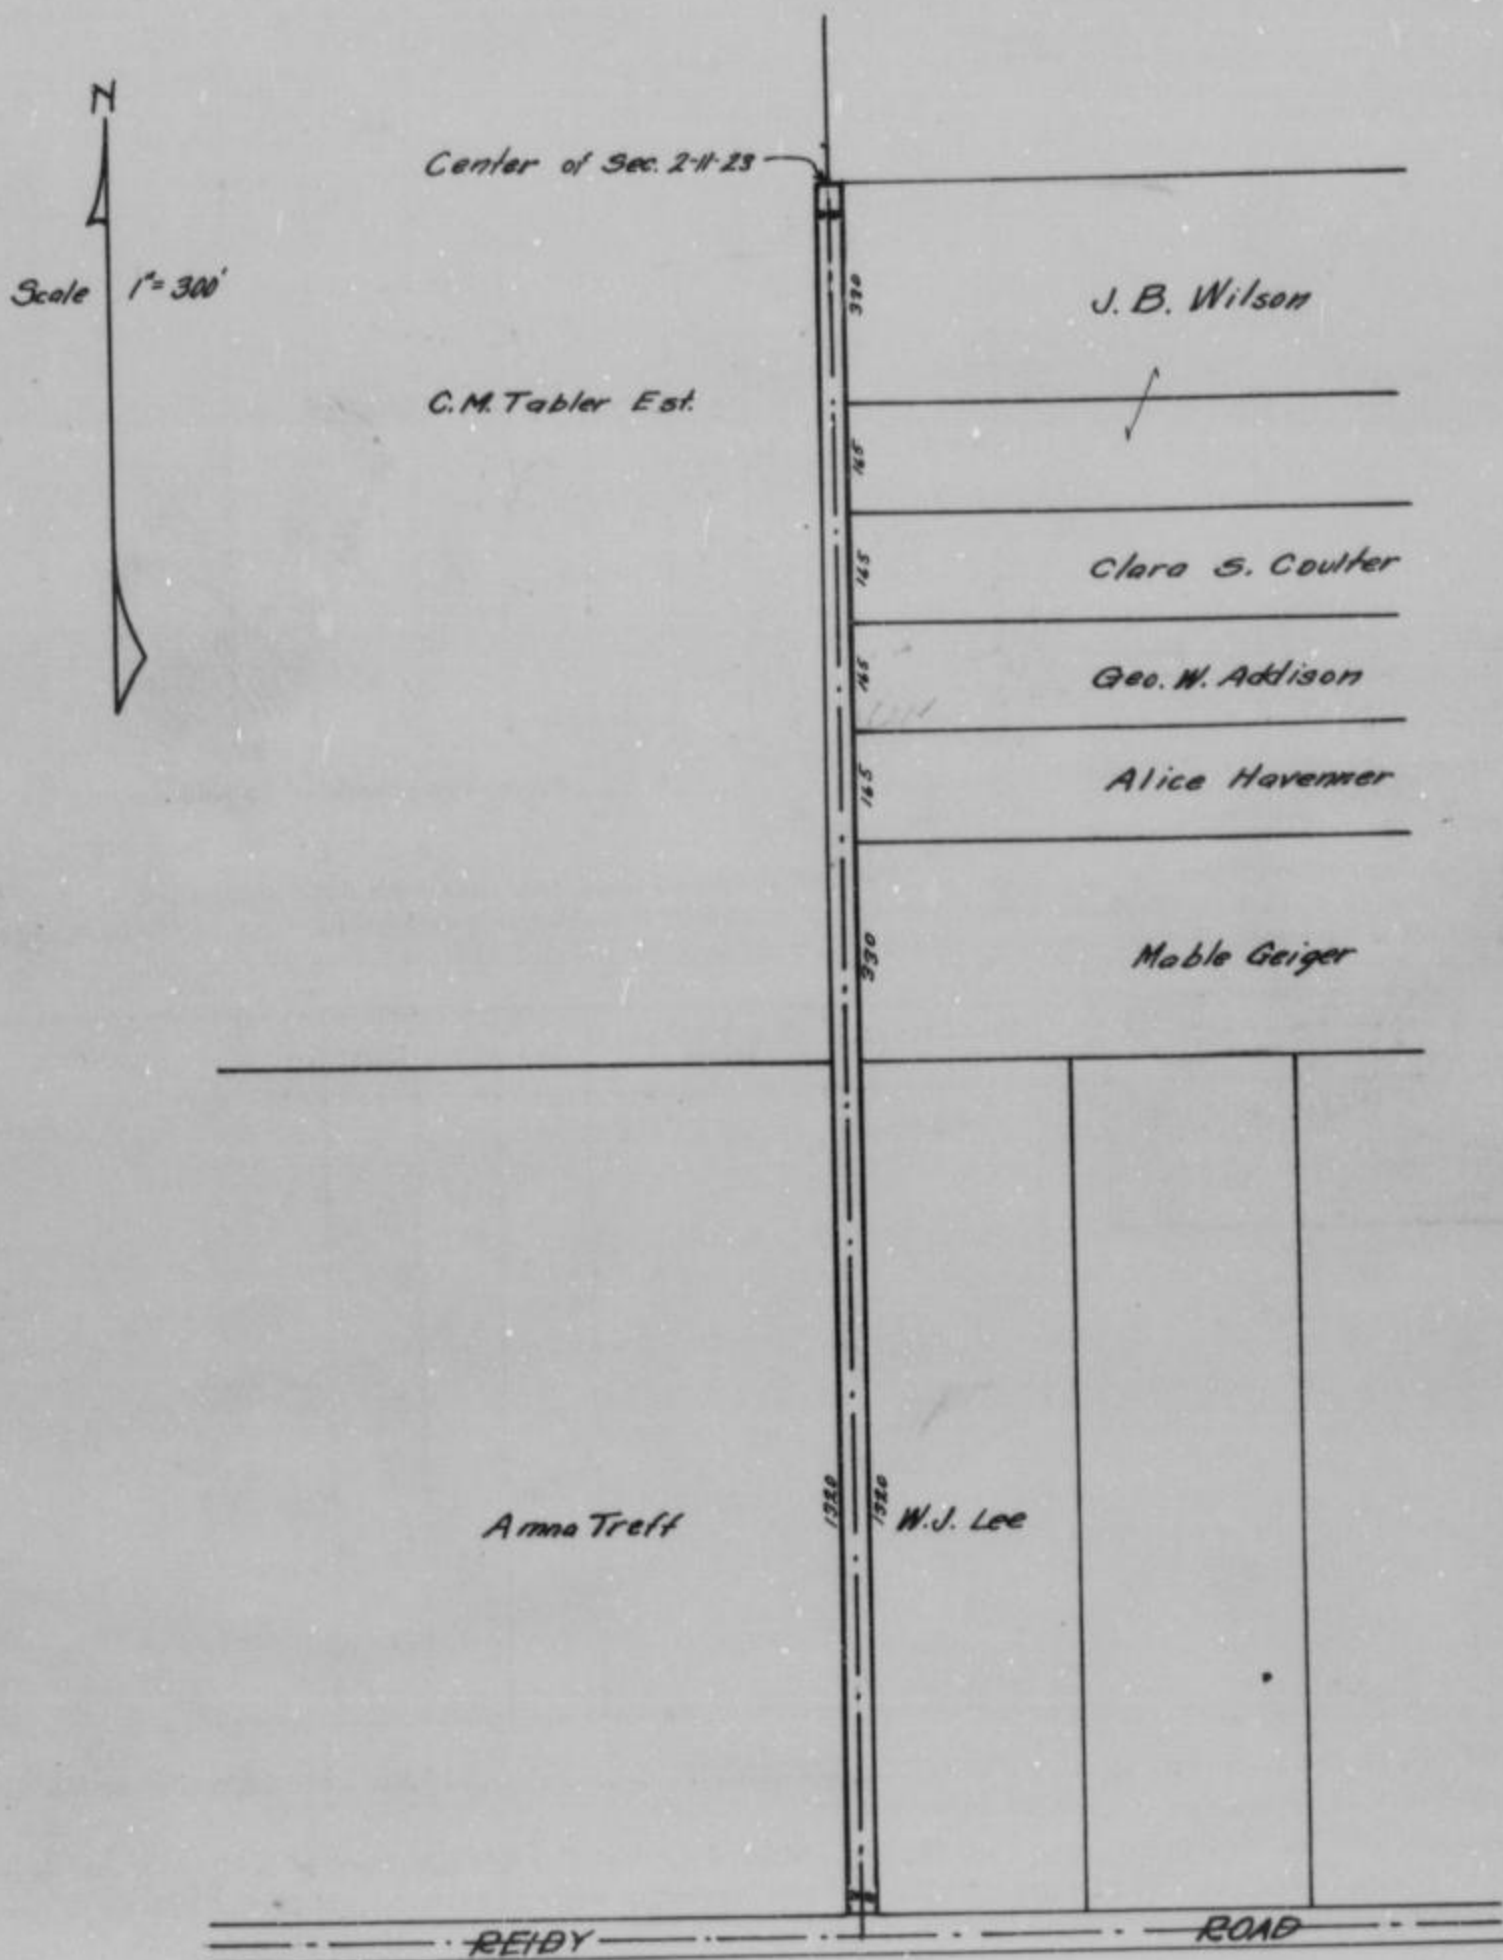 N
Center of Sec. 2-11-23
Scale 1"= 300'
330
J. B. Wilson
C. M. Tabler Est.
165
165
Clara S. Coulter
165
Geo. W. Addison
165
Alice Havenner
330
Mable Geiger
Anna Treff
1320
1320
W. J. Lee
REIDY ROAD